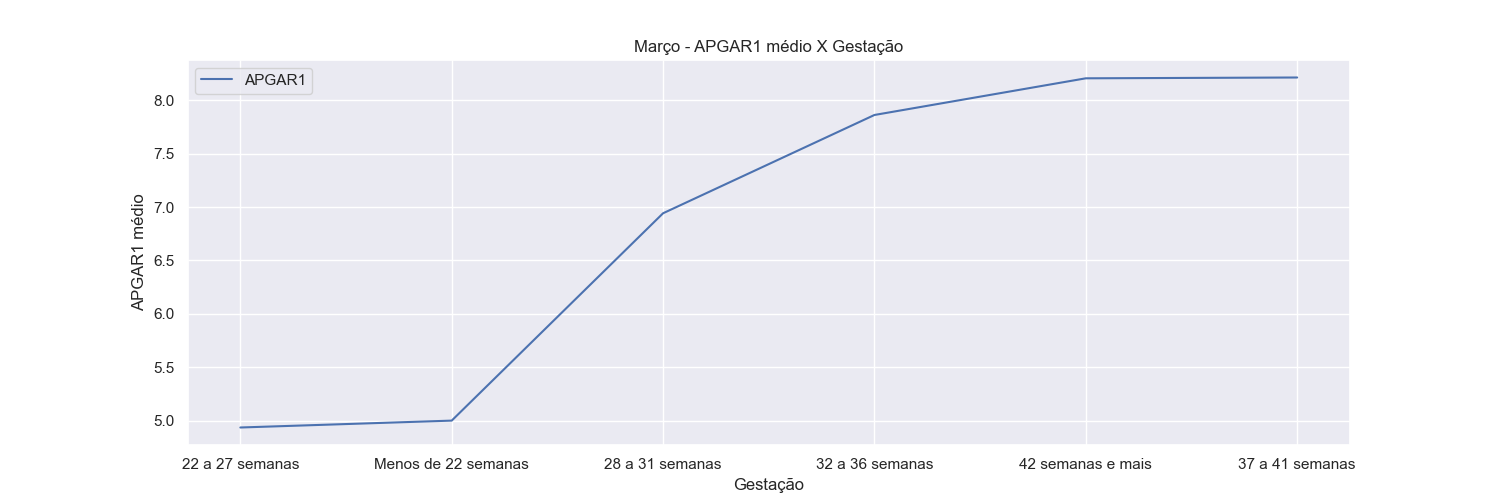 Março - APGAR1 médio X Gestação
APGAR1
8.0
7.5
7.0
6.5
6.0
5.5
5.0
APGAR1 médio
22 a 27 semanas
Menos de 22 semanas
28 a 31 semanas
32 a 36 semanas
42 semanas e mais
37 a 41 semanas
Gestação